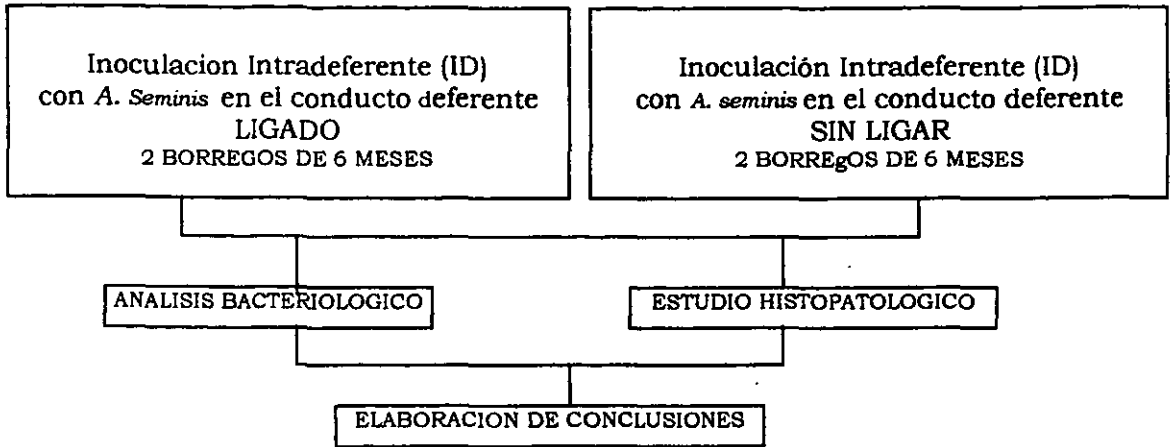 Inoculacion Intradeferente (ID)
con A. Seminis en el conducto deferente
LIGADO
2 BORREGOS DE 6 MESES
Inoculación Intradeferente (ID)
con A. seminis en el conducto deferente
SIN LIGAR
2 BORREgOS DE 6 MESES
ANALISIS BACTERIOLOGICO
ESTUDIO HISTOPATOLOGICO
ELABORACION DE CONCLUSIONES